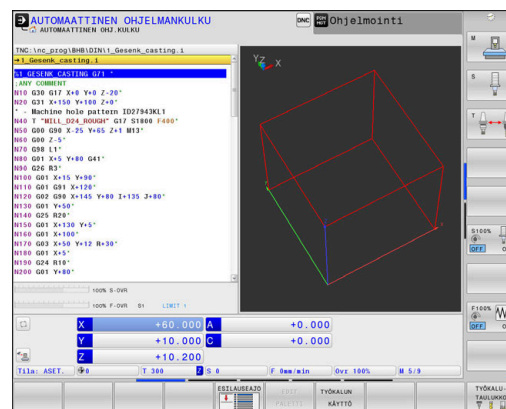 AUTOMAATTINEN OHJELMANKULKU
AUTOMAATTINEN OHJ.KULKU
DNC
Ohjelmointi
TNC:\nc_prog\BHB\DIN\1_Gesenk_casting.i
→1_Gesenk_casting.i
%1_GESENK_CASTING G71 *
;ANY COMMENT
N10 G30 G17 X+0 Y+0 Z-20*
N20 G31 X+150 Y+100 Z+0*
* - Machine hole pattern ID27943KL1
N40 T "MILL_D24_ROUGH" G17 S1800 F400*
N50 G00 G90 X-25 Y+65 Z+1 M13*
N60 G00 Z-5*
N70 G98 L1*
N80 G01 X+5 Y+80 G41*
N90 G26 R3*
N100 G01 X+15 Y+90*
N110 G01 G91 X+120*
N120 G02 G90 X+145 Y+80 I+135 J+80*
N130 G01 Y+50*
N140 G25 R20*
N150 G01 X+130 Y+5*
N160 G01 X+100*
N170 G03 X+50 Y+12 R+30*
N180 G01 X+5*
N190 G24 R10*
N200 G01 Y+80*
Y Z X
100% S-OVR
100% F-OVR S1 LIMIT 1
X +60.000 A +0.000
Y +10.000 C +0.000
Z +10.200
Tila: ASET. 0 T 300 Z S 0 F 0mm/min Ovr 100% M 5/9
ESILAUSEAJO
TYÖKALUN
KÄYTTÖ
TYÖKALU-
TAULUKKO
M
S
T
S100%
OFF
F100%
OFF